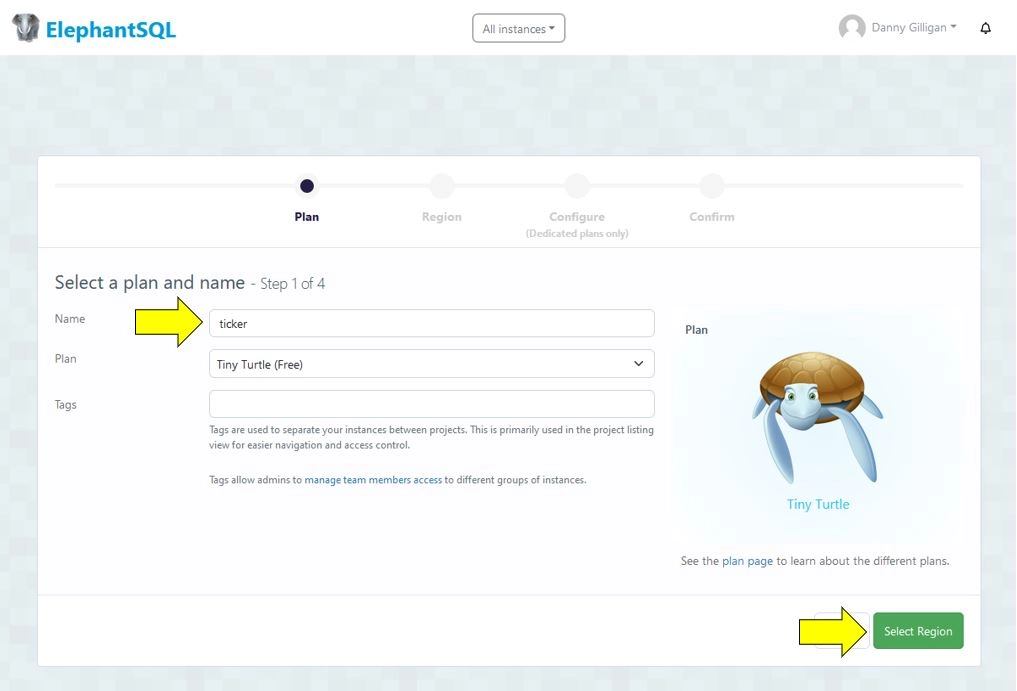 ElephantSQL
All instances
Danny Gilligan
Plan
Region
Configure
(Dedicated plans only)
Confirm
Select a plan and name - Step 1 of 4
Name
ticker
Plan
Tiny Turtle (Free)
Tags
Tags are used to separate your instances between projects. This is primarily used in the project listing
view for easier navigation and access control.
Tags allow admins to manage team members access to different groups of instances.
Plan
Tiny Turtle
See the plan page to learn about the different plans.
Select Region